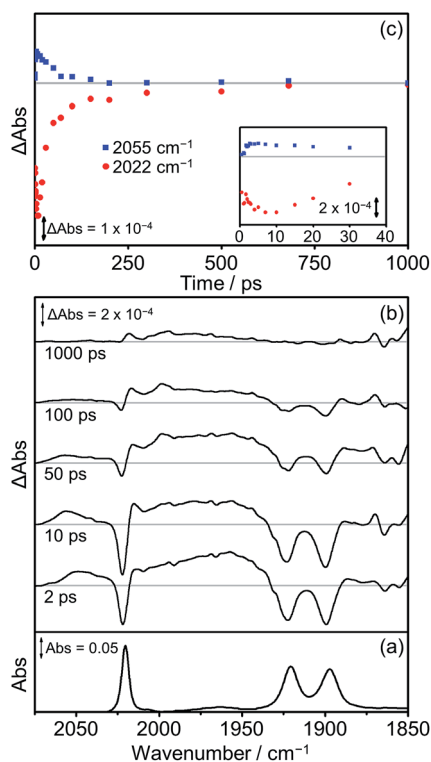 (c)
ΔAbs
2055 cm⁻¹
2022 cm⁻¹
ΔAbs = 1 x 10⁻⁴
2 x 10⁻⁴
0 10 20 30 40
0 250 500 750 1000
Time / ps
(b)
ΔAbs = 2 x 10⁻⁴
1000 ps
100 ps
ΔAbs
50 ps
10 ps
2 ps
(a)
Abs = 0.05
Abs
2050 2000 1950 1900 1850
Wavenumber / cm⁻¹